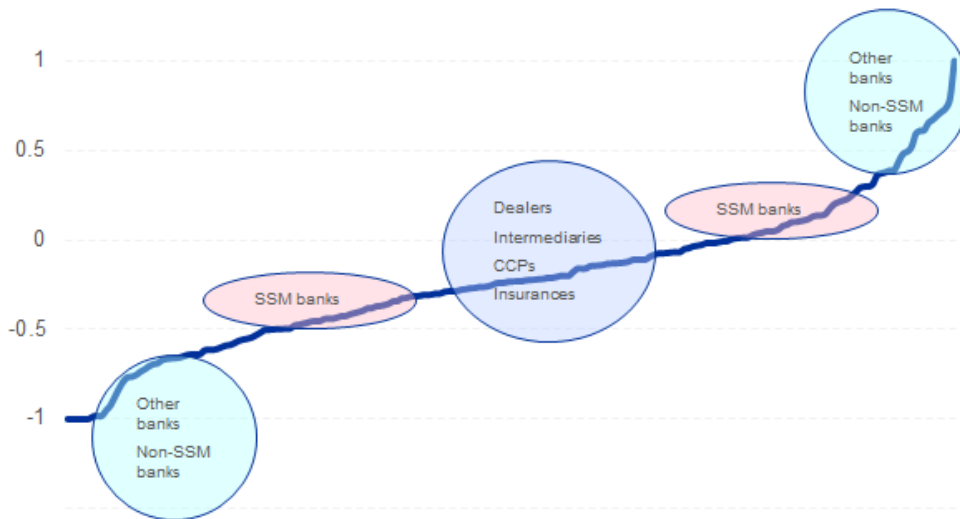 1
Other
banks
Non-SSM
banks
0.5
Dealers
SSM banks
Intermediaries
0
CCPs
Insurances
SSM banks
-0.5
Other
banks
-1
Non-SSM
banks